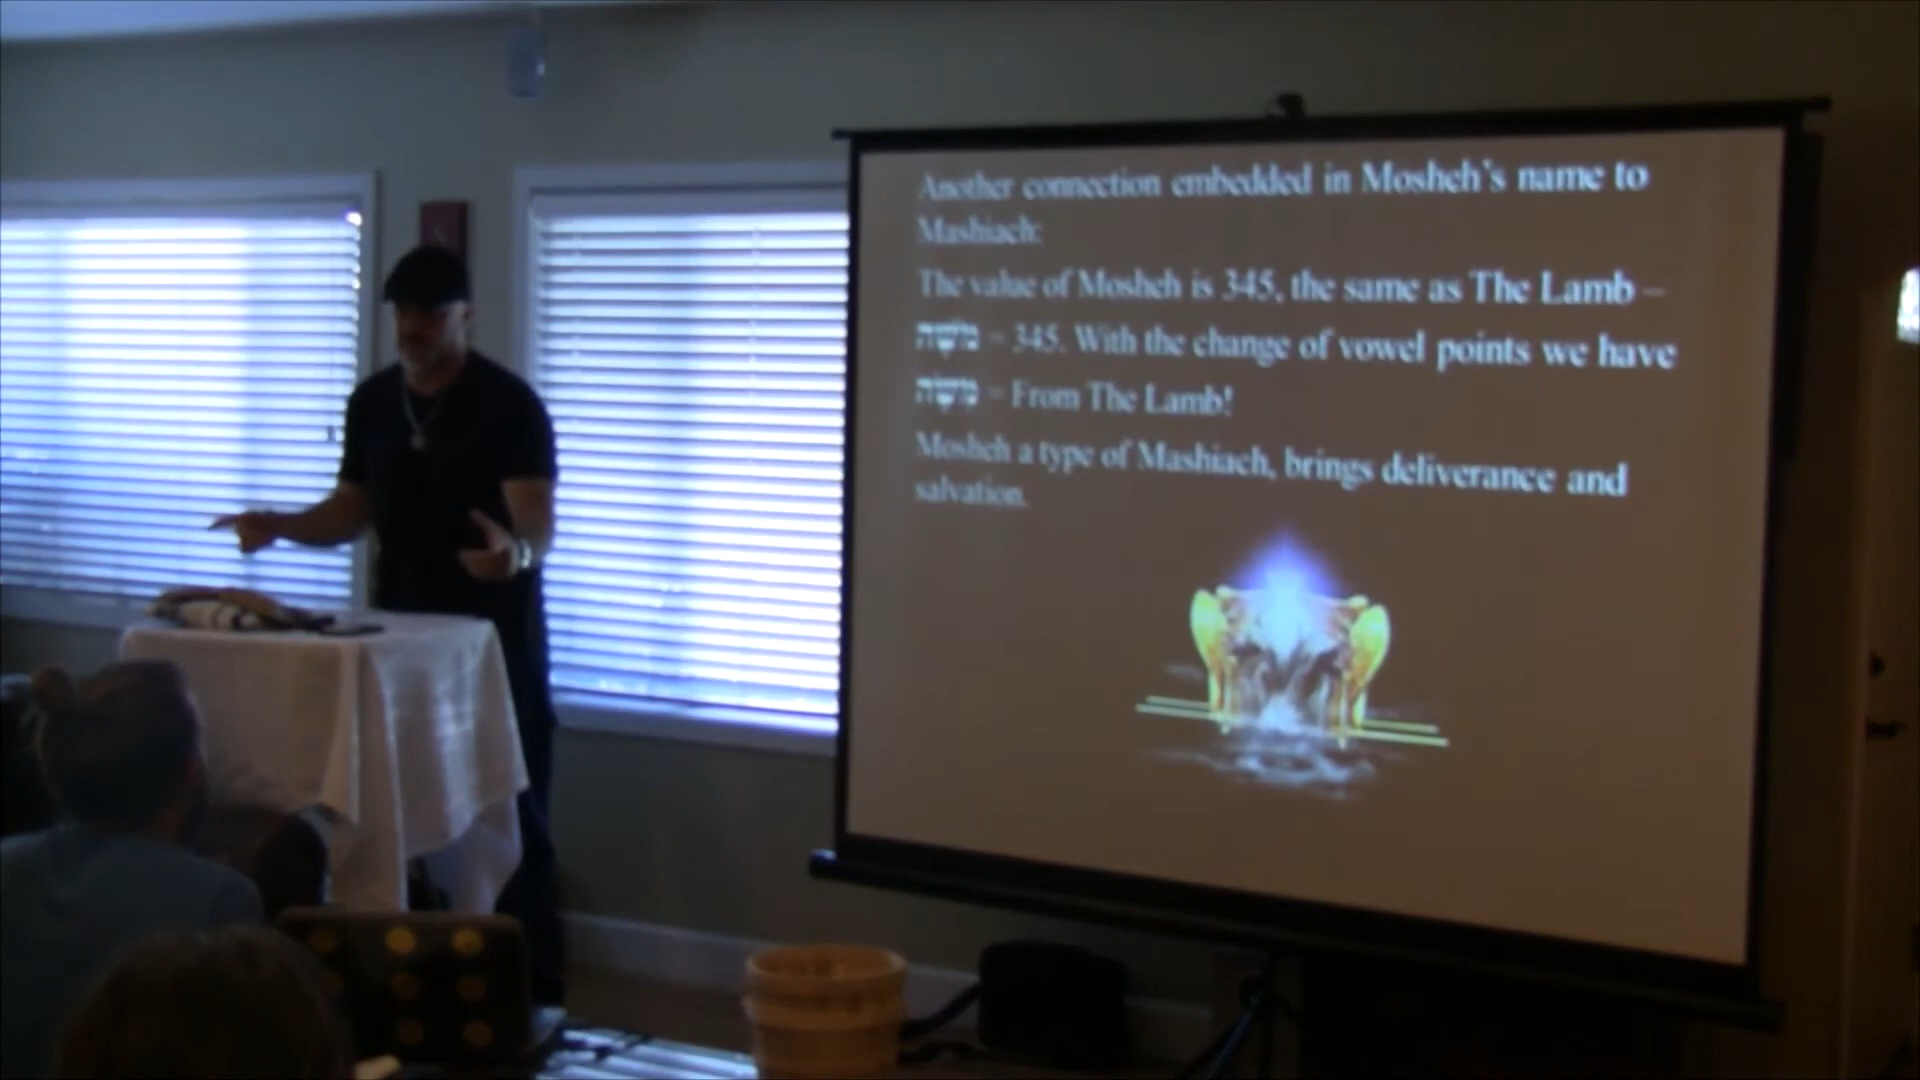 Another connection embedded in Mosheh's name to
Mashiach:
The value of Mosheh is 345, the same as The Lamb –
משה – 345. With the change of vowel points we have
– From The Lamb!
Mosheh a type of Mashiach, brings deliverance and
salvation.